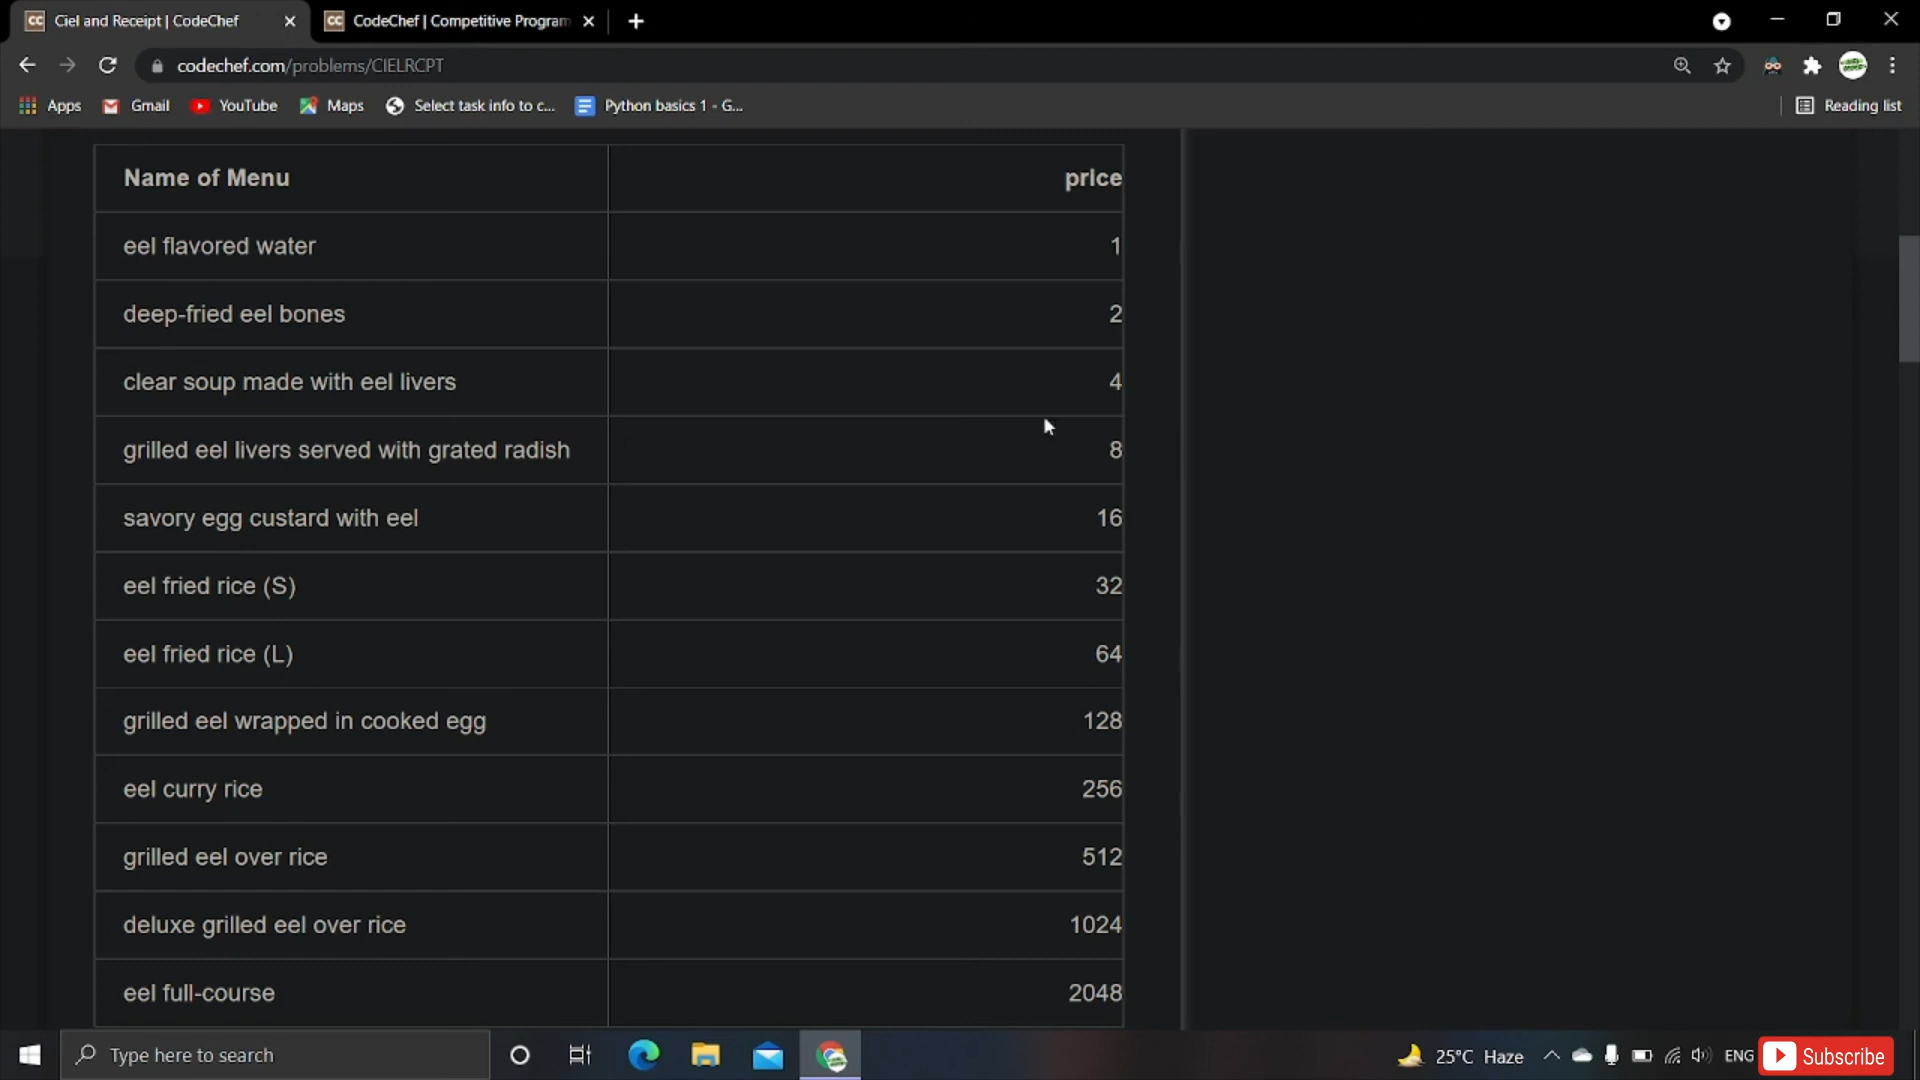 CC Ciel and Receipt | CodeChef
CC CodeChef | Competitive Program
codechef.com/problems/CIELRCPT
Apps Gmail YouTube Maps Select task info to c... Python basics 1 - G... Reading list
Name of Menu price
eel flavored water 1
deep-fried eel bones 2
clear soup made with eel livers 4
grilled eel livers served with grated radish 8
savory egg custard with eel 16
eel fried rice (S) 32
eel fried rice (L) 64
grilled eel wrapped in cooked egg 128
eel curry rice 256
grilled eel over rice 512
deluxe grilled eel over rice 1024
eel full-course 2048
Type here to search 25°C Haze ENG Subscribe